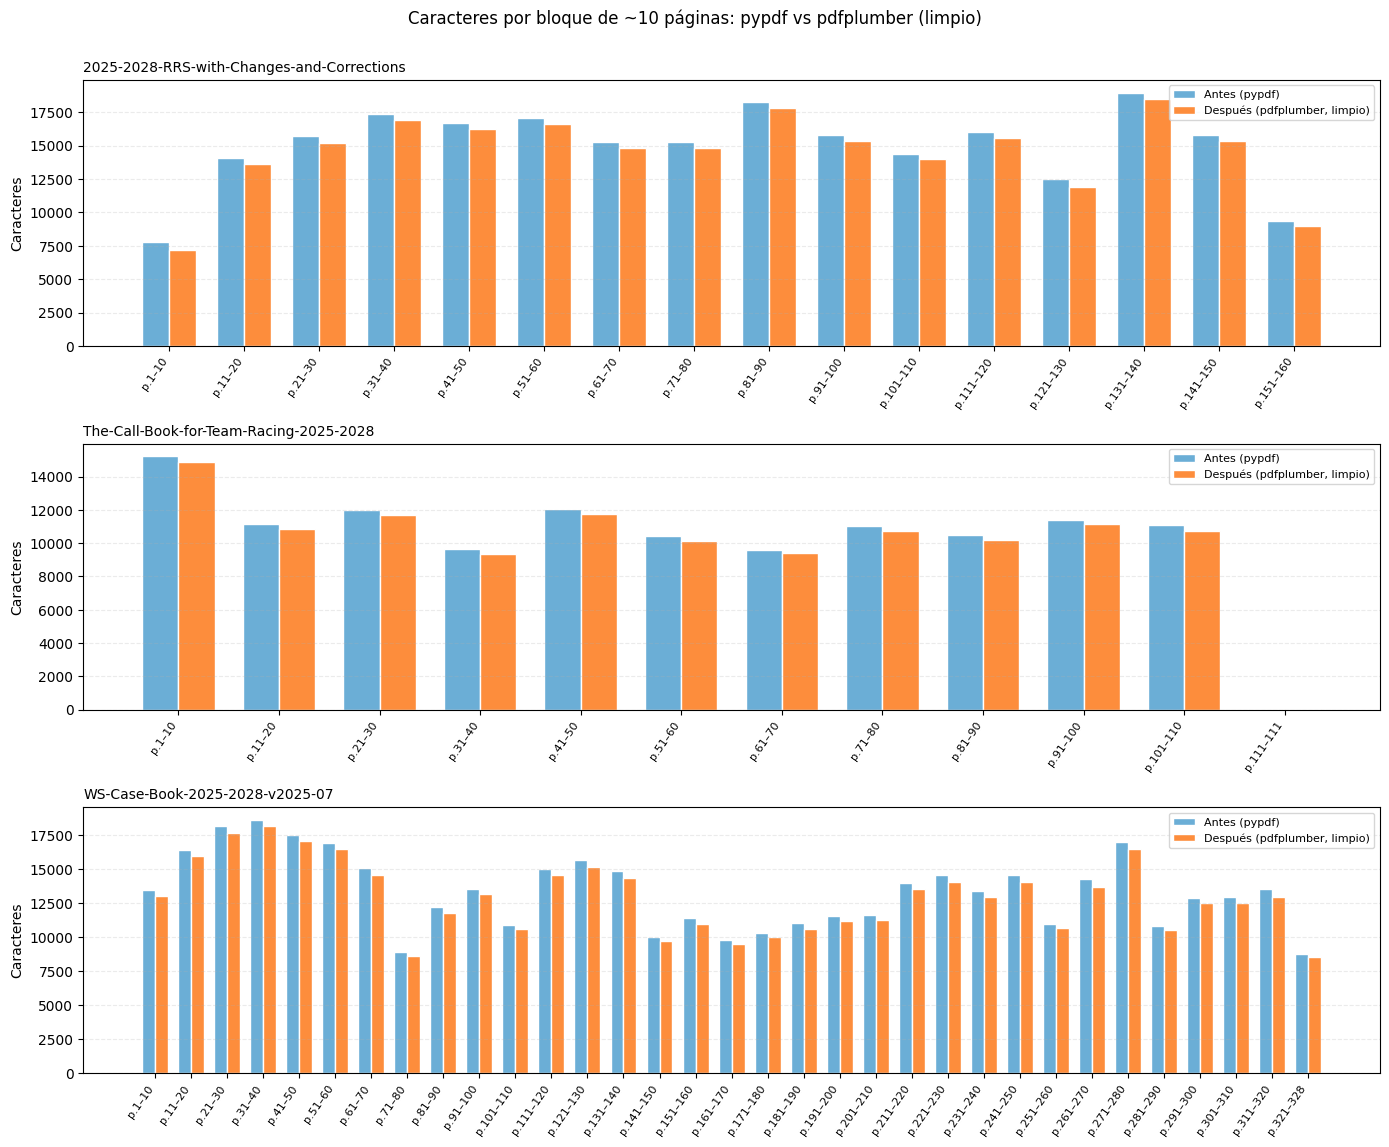 Caracteres por bloque de ~10 páginas: pypdf vs pdfplumber (limpio)
2025-2028-RRS-with-Changes-and-Corrections
Antes (pypdf)
Después (pdfplumber, limpio)
Caracteres
17500
15000
12500
10000
7500
5000
2500
0
p.1–10
p.11–20
p.21–30
p.31–40
p.41–50
p.51–60
p.61–70
p.71–80
p.81–90
p.91–100
p.101–110
p.111–120
p.121–130
p.131–140
p.141–150
p.151–160
The-Call-Book-for-Team-Racing-2025-2028
Antes (pypdf)
Después (pdfplumber, limpio)
Caracteres
14000
12000
10000
8000
6000
4000
2000
0
p.1–10
p.11–20
p.21–30
p.31–40
p.41–50
p.51–60
p.61–70
p.71–80
p.81–90
p.91–100
p.101–110
p.111–111
WS-Case-Book-2025-2028-v2025-07
Antes (pypdf)
Después (pdfplumber, limpio)
Caracteres
17500
15000
12500
10000
7500
5000
2500
0
p.1–10
p.11–20
p.21–30
p.31–40
p.41–50
p.51–60
p.61–70
p.71–80
p.81–90
p.91–100
p.101–110
p.111–120
p.121–130
p.131–140
p.141–150
p.151–160
p.161–170
p.171–180
p.181–190
p.191–200
p.201–210
p.211–220
p.221–230
p.231–240
p.241–250
p.251–260
p.261–270
p.271–280
p.281–290
p.291–300
p.301–310
p.311–320
p.321–328